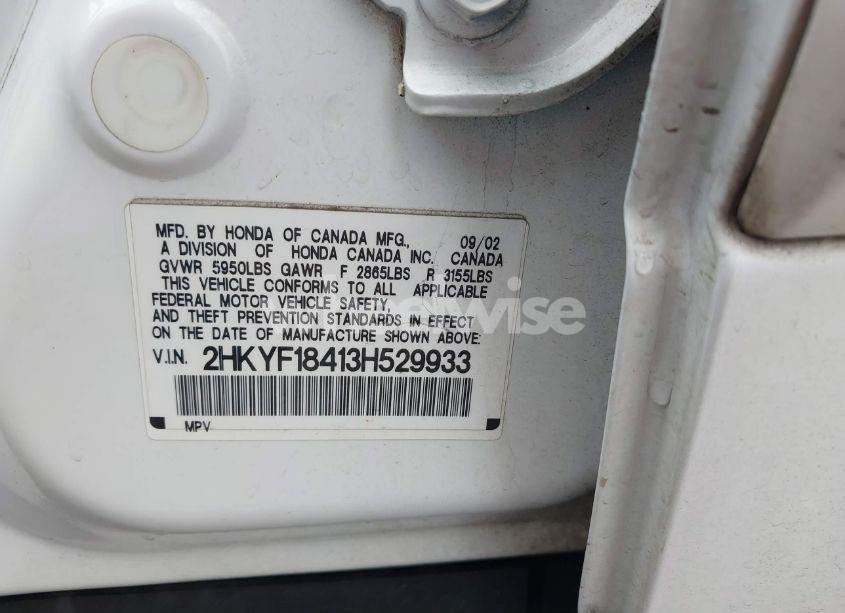 MFD. BY HONDA OF CANADA MFG., 09/02
A DIVISION OF HONDA CANADA INC. CANADA
GVWR 5950LBS GAWR F 2865LBS R 3155LBS
THIS VEHICLE CONFORMS TO ALL APPLICABLE
FEDERAL MOTOR VEHICLE SAFETY,
AND THEFT PREVENTION STANDARDS IN EFFECT
ON THE DATE OF MANUFACTURE SHOWN ABOVE:
V.I.N. 2HKYF18413H529933
MPV